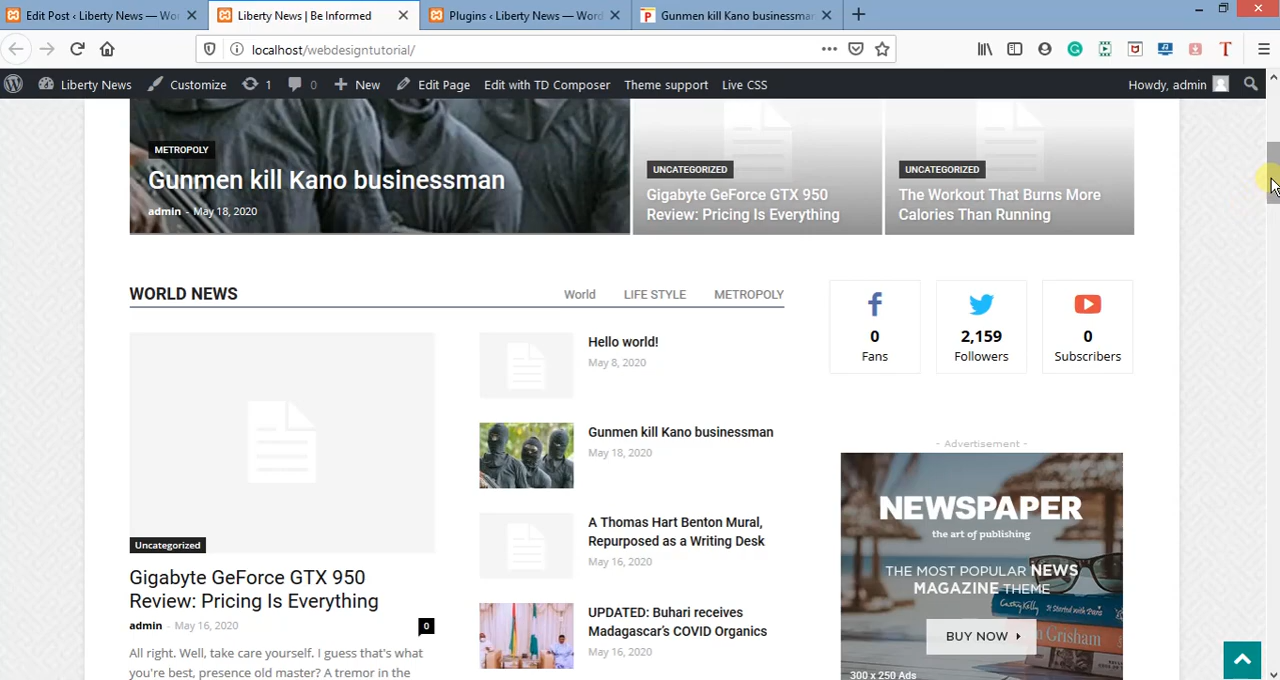 Edit Post ‹ Liberty News — Wor
Liberty News | Be Informed
Plugins ‹ Liberty News — Word
Gunmen kill Kano businessman
localhost/webdesigntutorial/
Liberty News
Customize
1
0
New
Edit Page
Edit with TD Composer
Theme support
Live CSS
Howdy, admin
METROPOLY
Gunmen kill Kano businessman
admin - May 18, 2020
UNCATEGORIZED
Gigabyte GeForce GTX 950
Review: Pricing Is Everything
UNCATEGORIZED
The Workout That Burns More
Calories Than Running
WORLD NEWS
World
LIFE STYLE
METROPOLY
Uncategorized
Gigabyte GeForce GTX 950
Review: Pricing Is Everything
admin - May 16, 2020
0
All right. Well, take care yourself. I guess that's what
you're best, presence old master? A tremor in the
Hello world!
May 8, 2020
Gunmen kill Kano businessman
May 18, 2020
A Thomas Hart Benton Mural,
Repurposed as a Writing Desk
May 16, 2020
UPDATED: Buhari receives
Madagascar's COVID Organics
May 16, 2020
0
Fans
2,159
Followers
0
Subscribers
- Advertisement -
NEWSPAPER
the art of publishing
THE MOST POPULAR NEWS
MAGAZINE THEME
BUY NOW
300 x 250 Ads